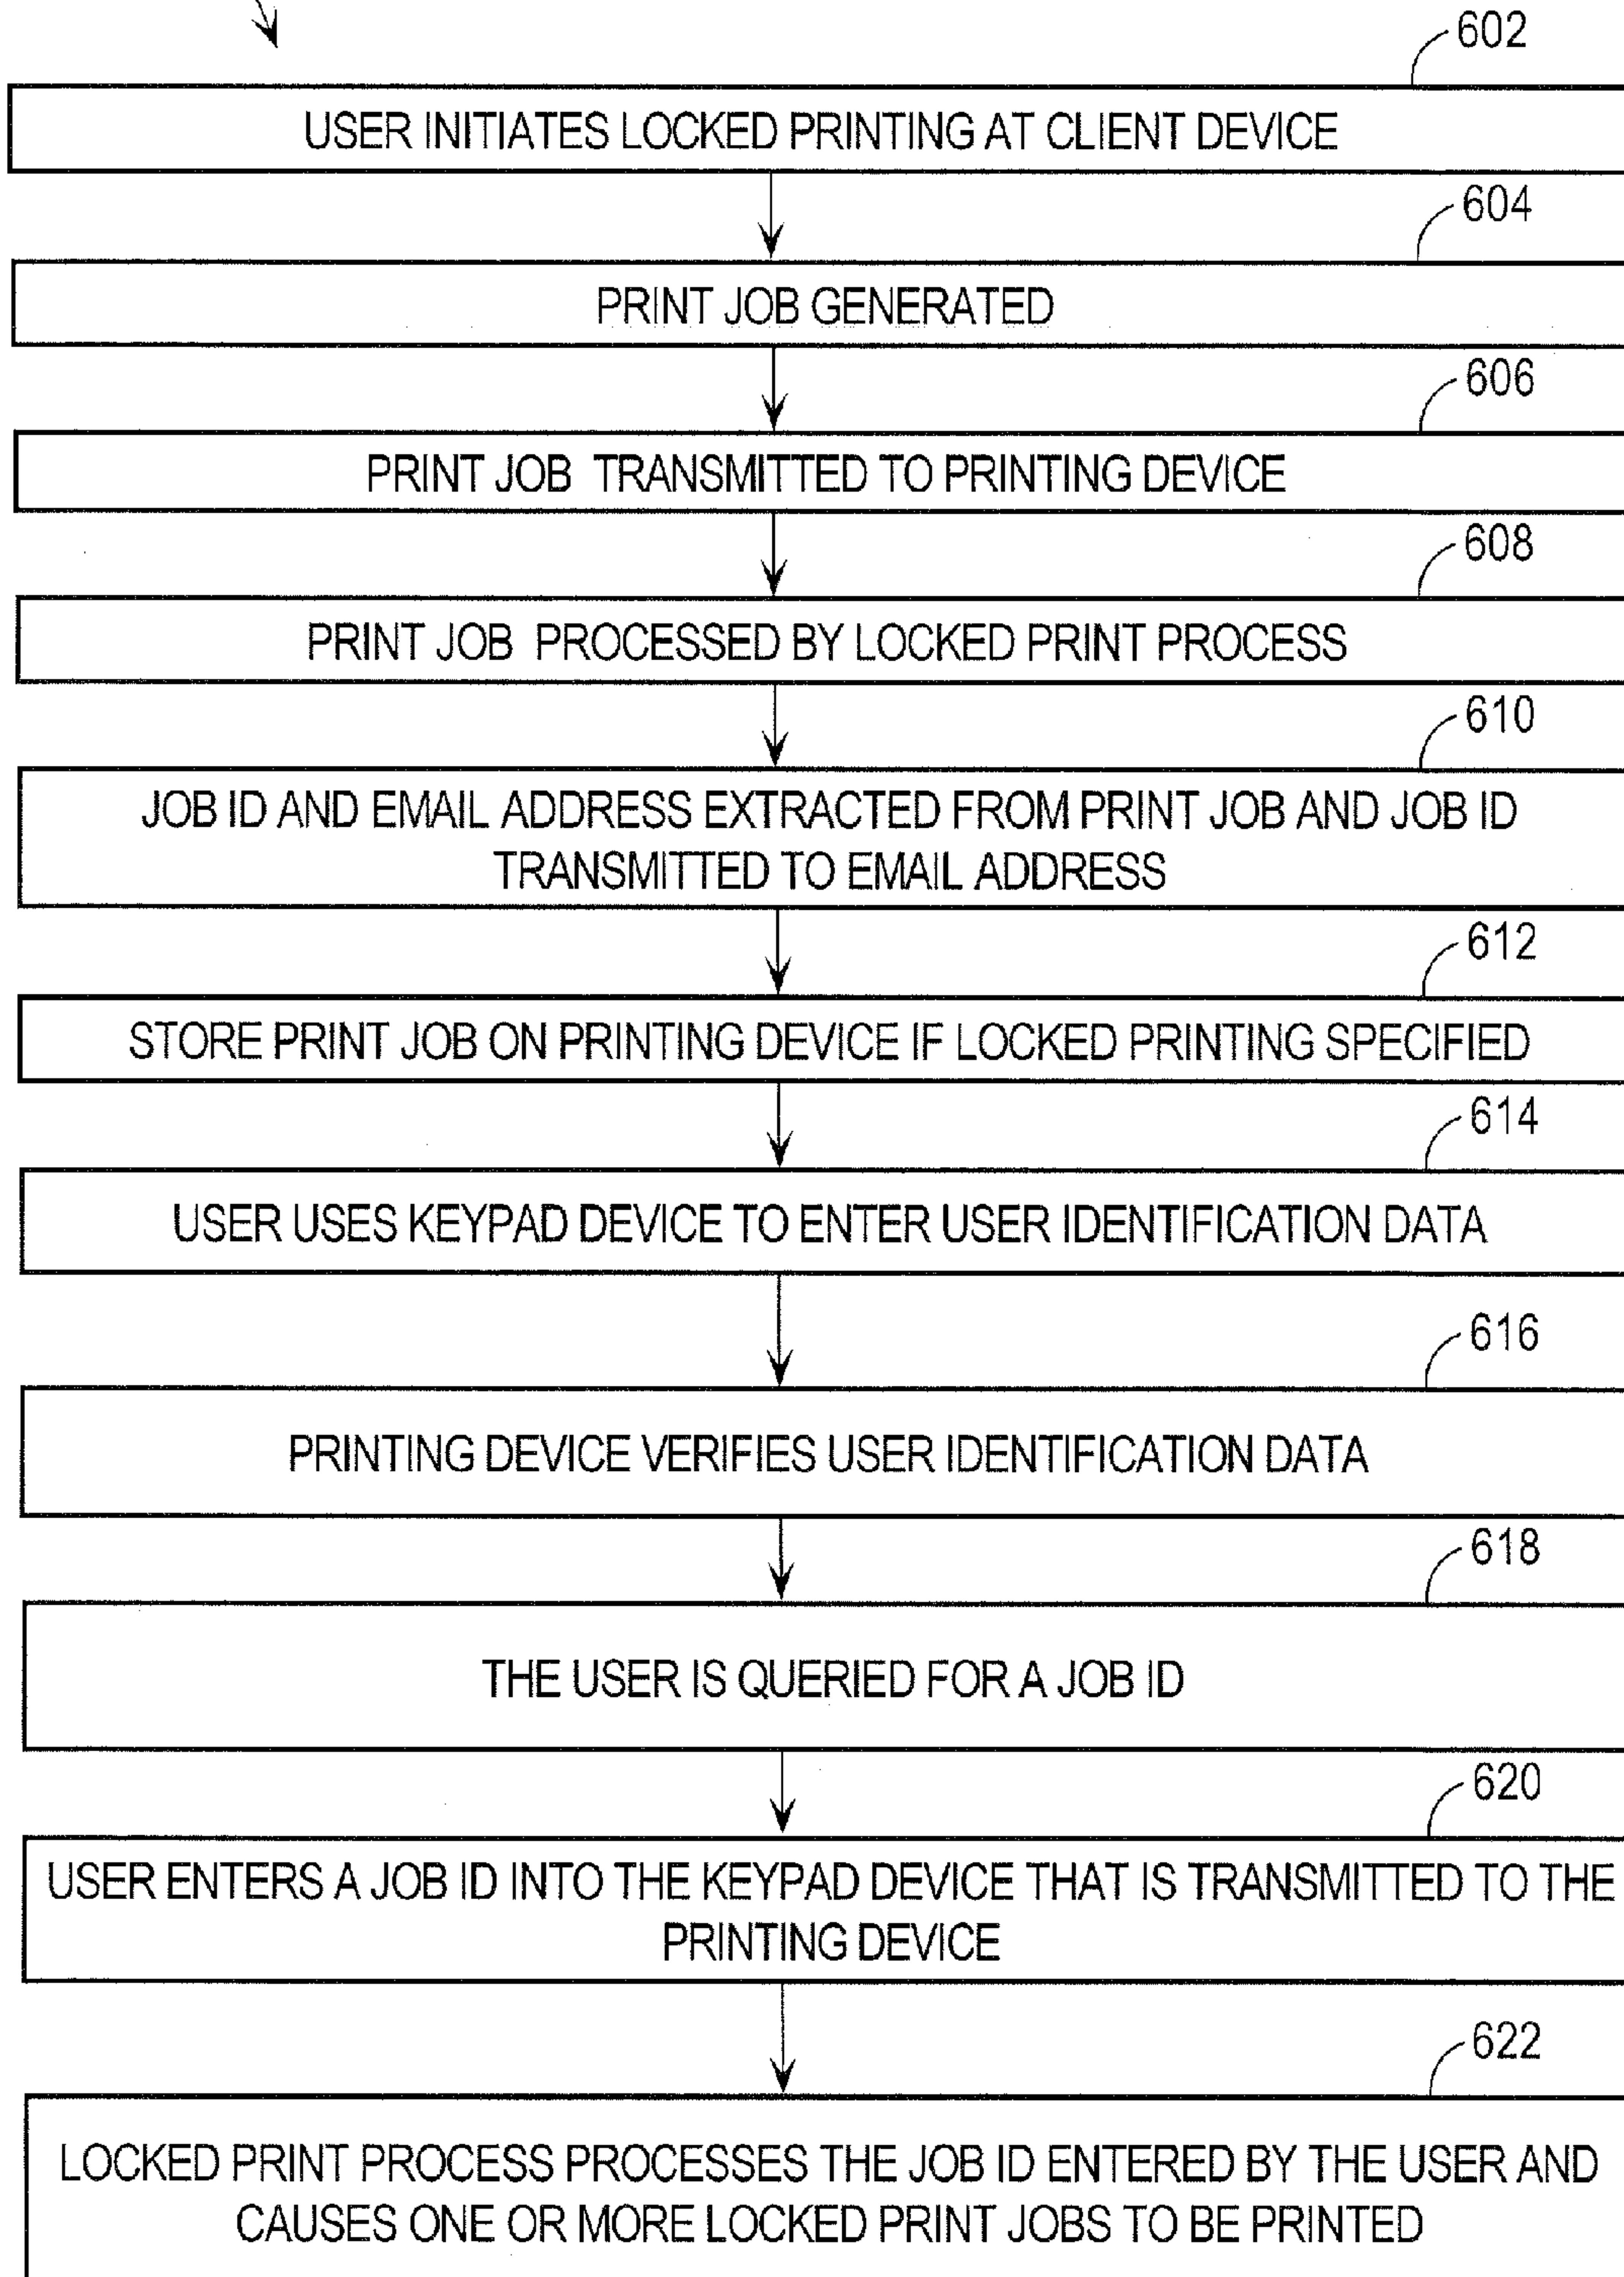 602
USER INITIATES LOCKED PRINTING AT CLIENT DEVICE
604
PRINT JOB GENERATED
606
PRINT JOB TRANSMITTED TO PRINTING DEVICE
608
PRINT JOB PROCESSED BY LOCKED PRINT PROCESS
610
JOB ID AND EMAIL ADDRESS EXTRACTED FROM PRINT JOB AND JOB ID
TRANSMITTED TO EMAIL ADDRESS
612
STORE PRINT JOB ON PRINTING DEVICE IF LOCKED PRINTING SPECIFIED
614
USER USES KEYPAD DEVICE TO ENTER USER IDENTIFICATION DATA
616
PRINTING DEVICE VERIFIES USER IDENTIFICATION DATA
618
THE USER IS QUERIED FOR A JOB ID
620
USER ENTERS A JOB ID INTO THE KEYPAD DEVICE THAT IS TRANSMITTED TO THE
PRINTING DEVICE
622
LOCKED PRINT PROCESS PROCESSES THE JOB ID ENTERED BY THE USER AND
CAUSES ONE OR MORE LOCKED PRINT JOBS TO BE PRINTED